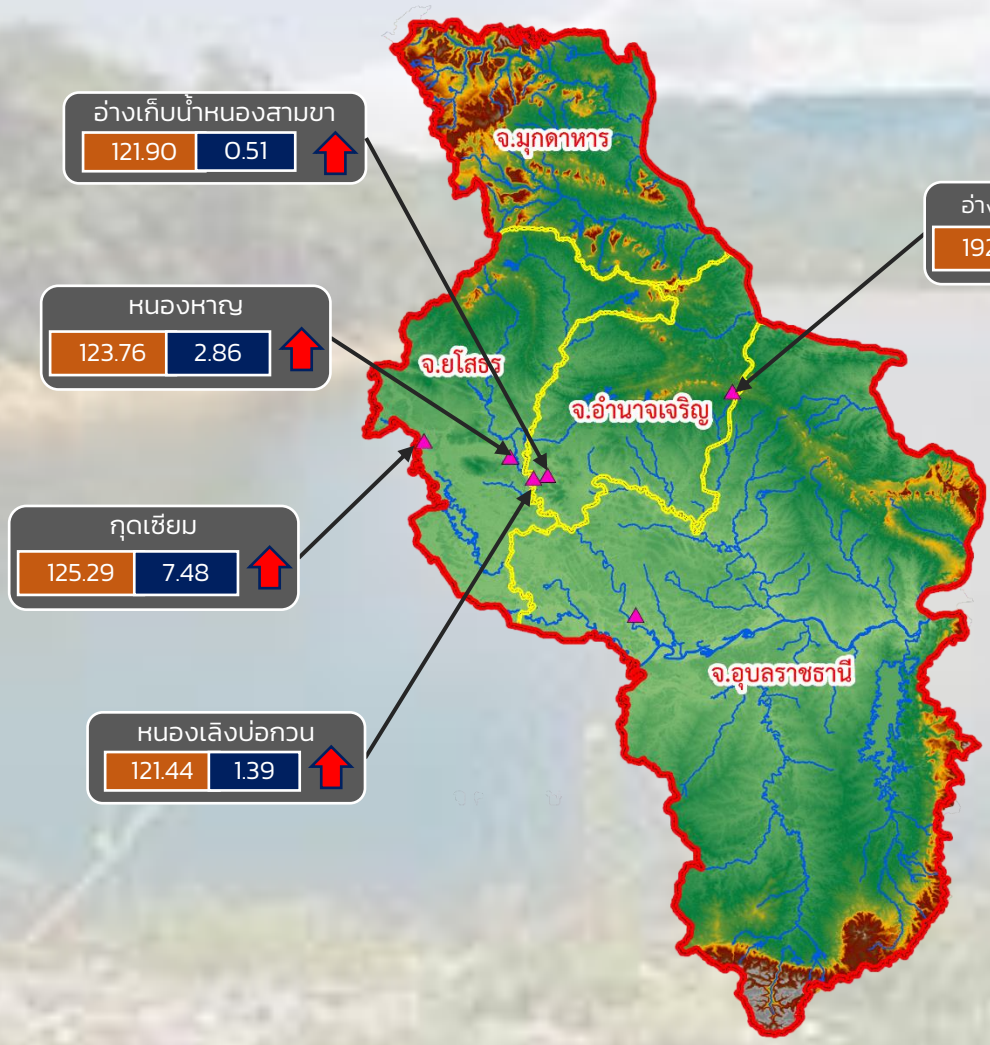 อ่างเก็บน้ำหนองสามขา
121.90 0.51
จ.มุกดาหาร
192
หนองหาญ
123.76 2.86
จ.ยโสธร
จ.อำนาจเจริญ
กุดเซียม
125.29 7.48
จ.อุบลราชธานี
หนองเลิงบ่อกวน
121.44 1.39